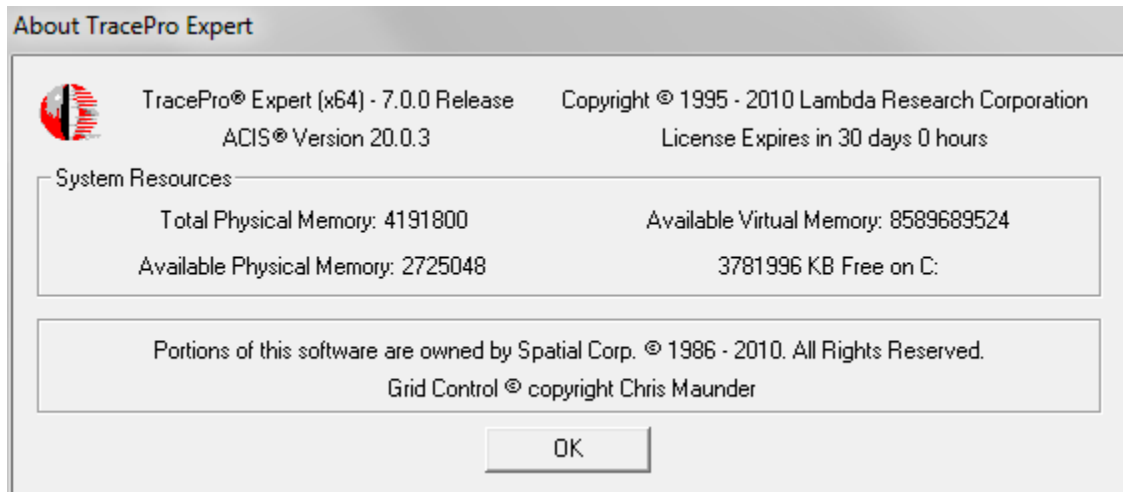 About TracePro Expert
TracePro® Expert (x64) - 7.0.0 Release
Copyright © 1995 - 2010 Lambda Research Corporation
ACIS® Version 20.0.3
License Expires in 30 days 0 hours
System Resources
Total Physical Memory: 4191800
Available Virtual Memory: 8589689524
Available Physical Memory: 2725048
3781996 KB Free on C:
Portions of this software are owned by Spatial Corp. © 1986 - 2010. All Rights Reserved.
Grid Control © copyright Chris Maunder
OK